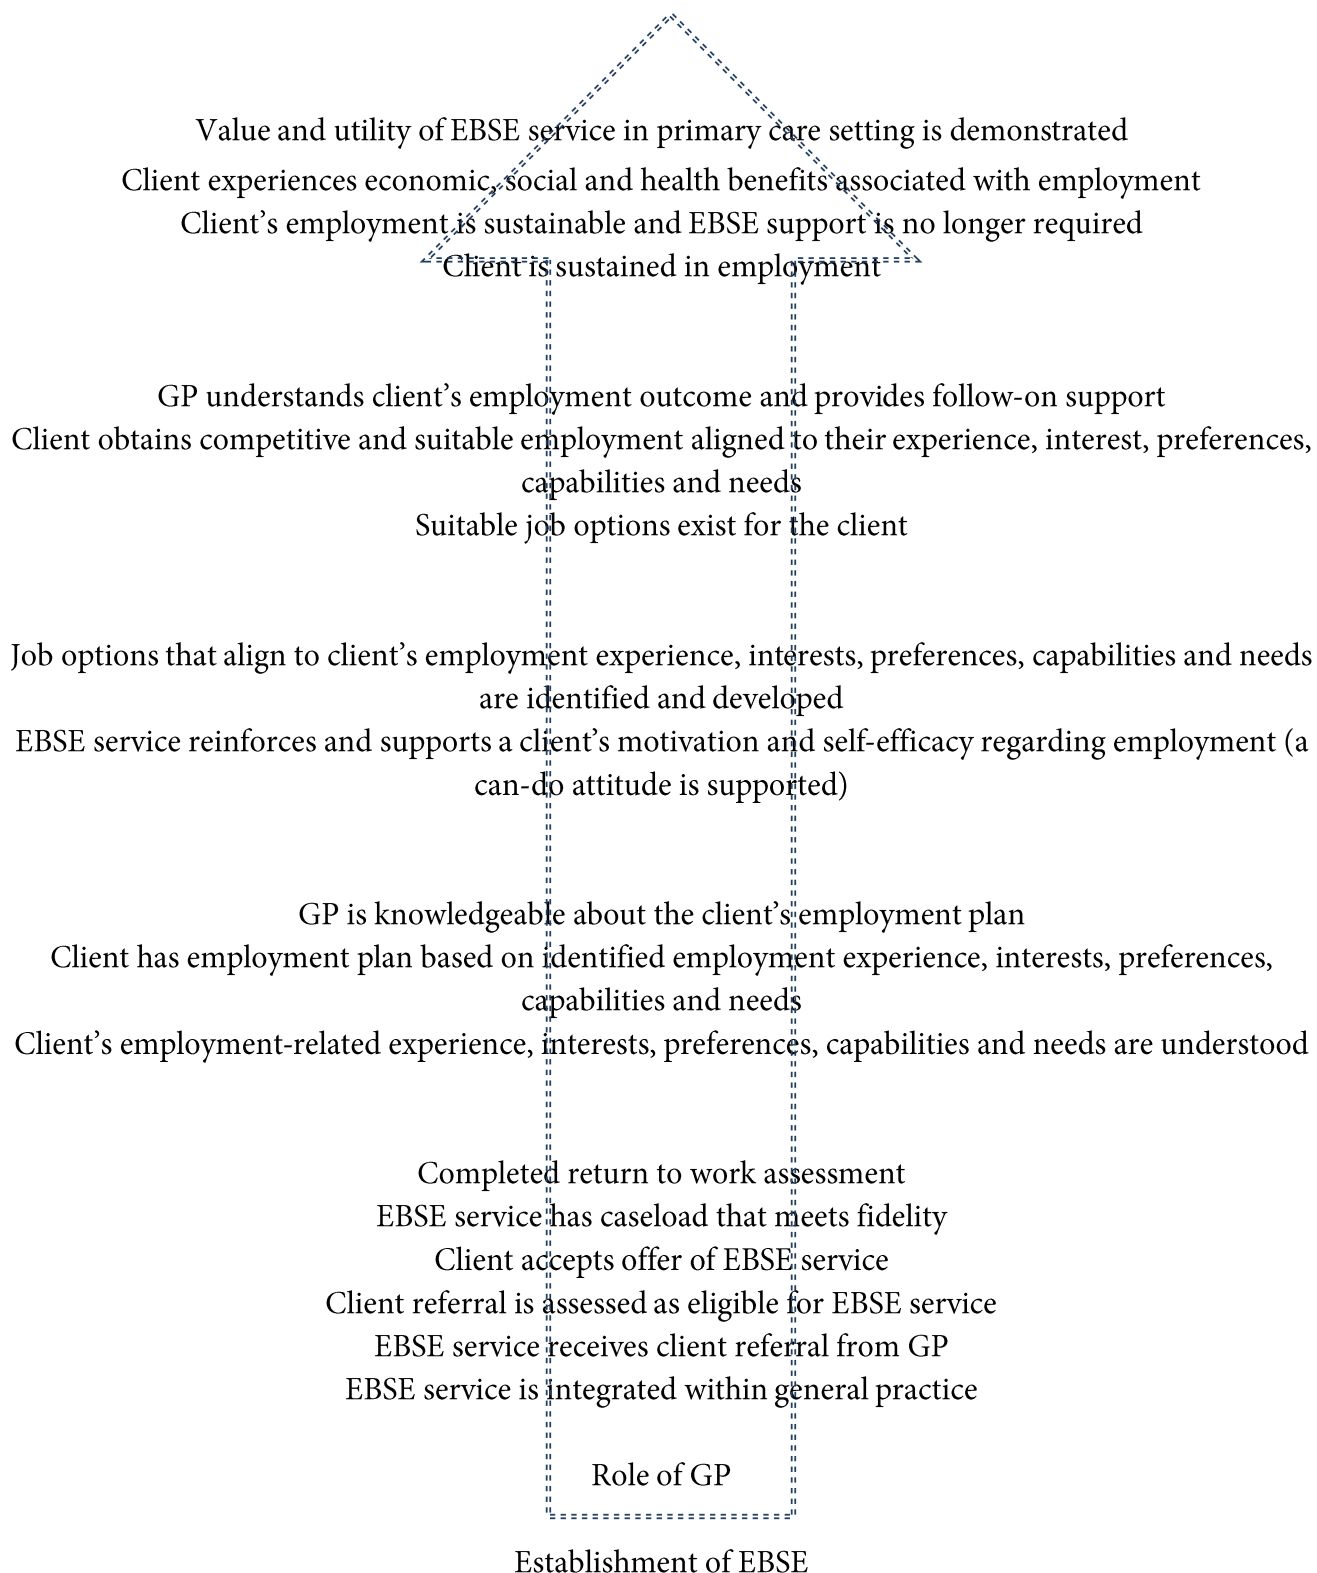 Value and utility of EBSE service in primary care setting is demonstrated
Client experiences economic, social and health benefits associated with employment
Client’s employment is sustainable and EBSE support is no longer required
Client is sustained in employment
GP understands client’s employment outcome and provides follow-on support
Client obtains competitive and suitable employment aligned to their experience, interest, preferences,
capabilities and needs
Suitable job options exist for the client
Job options that align to client’s employment experience, interests, preferences, capabilities and needs
are identified and developed
EBSE service reinforces and supports a client’s motivation and self-efficacy regarding employment (a
can-do attitude is supported)
GP is knowledgeable about the client’s employment plan
Client has employment plan based on identified employment experience, interests, preferences,
capabilities and needs
Client’s employment-related experience, interests, preferences, capabilities and needs are understood
Completed return to work assessment
EBSE service has caseload that meets fidelity
Client accepts offer of EBSE service
Client referral is assessed as eligible for EBSE service
EBSE service receives client referral from GP
EBSE service is integrated within general practice
Role of GP
Establishment of EBSE